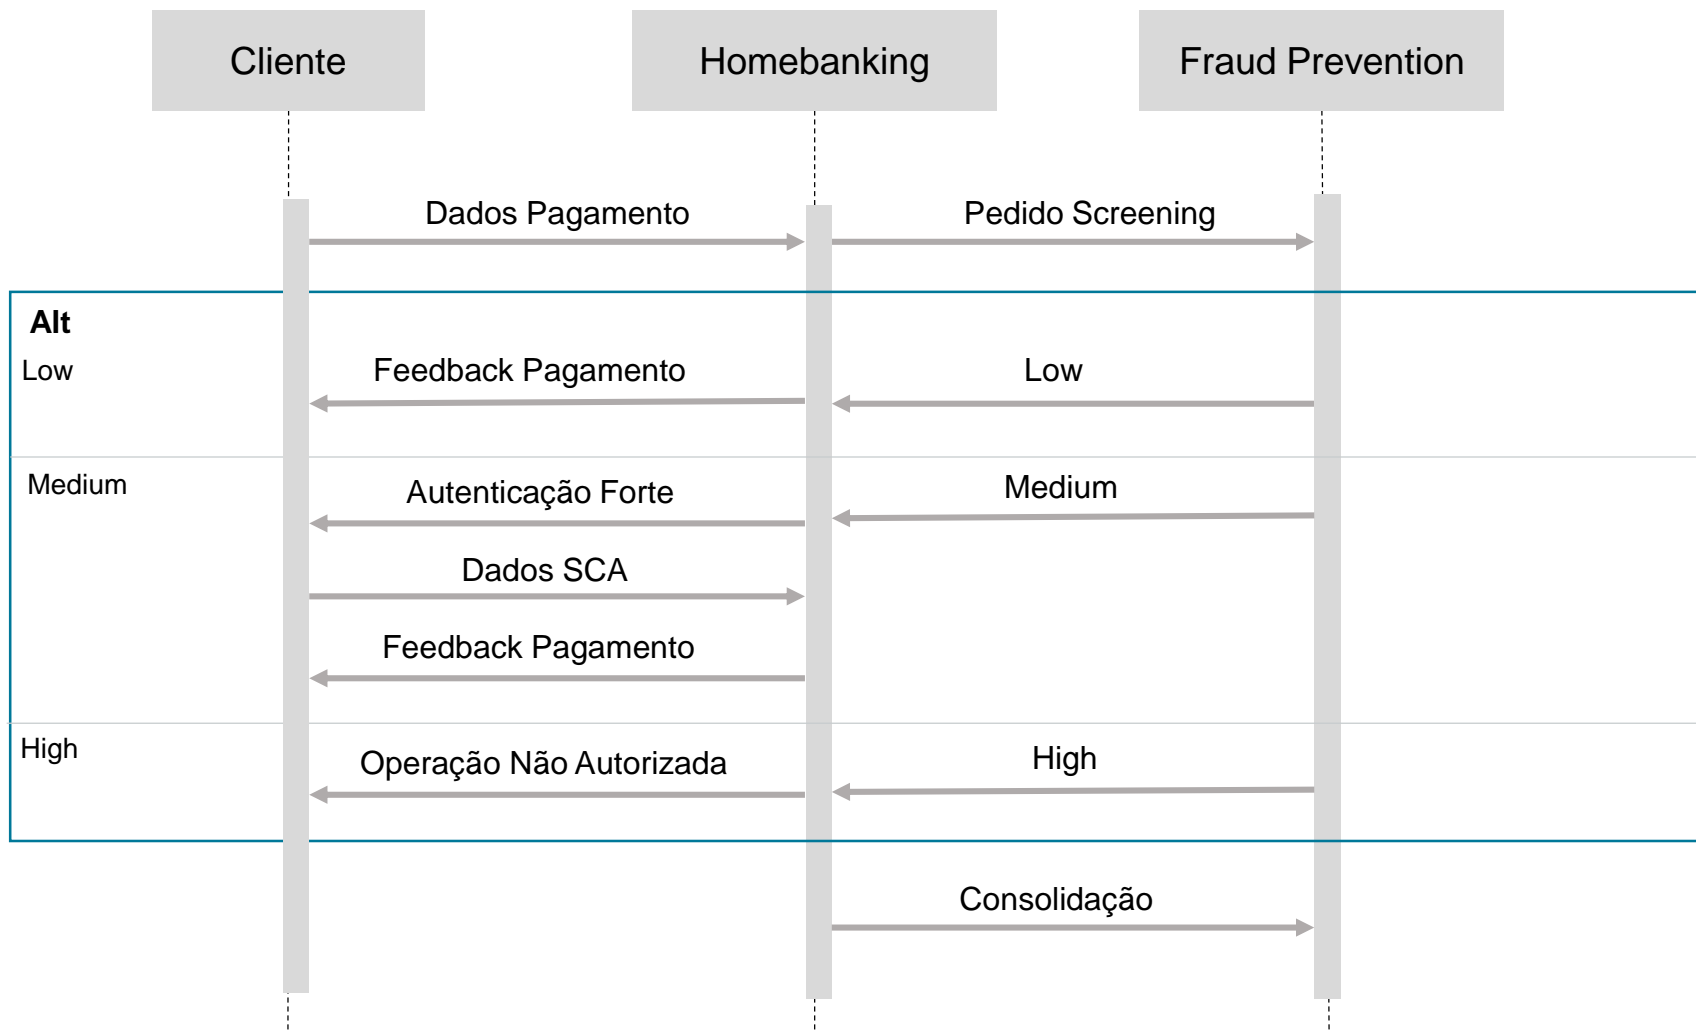 Cliente
Homebanking
Fraud Prevention
Dados Pagamento
Pedido Screening
Alt
Low
Feedback Pagamento
Low
Medium
Autenticação Forte
Medium
Dados SCA
Feedback Pagamento
High
Operação Não Autorizada
High
Consolidação